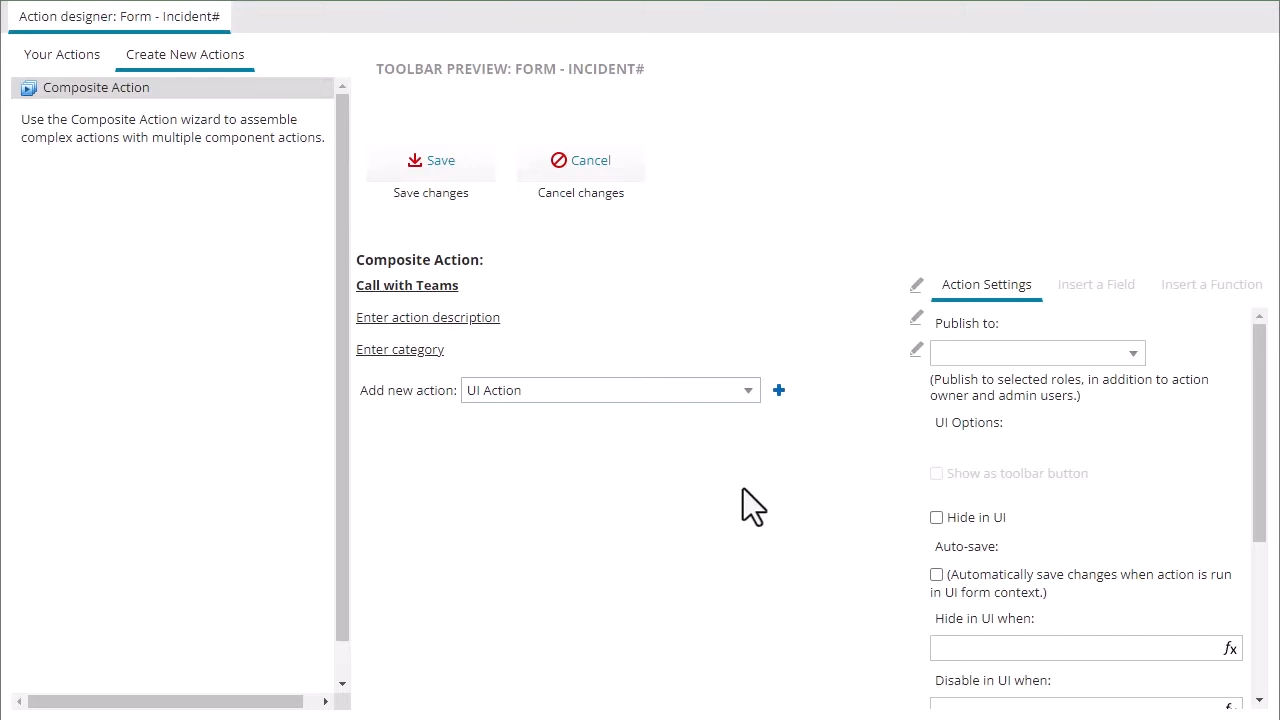 Action designer: Form - Incident#
Your Actions
Create New Actions
Composite Action
Use the Composite Action wizard to assemble
complex actions with multiple component actions.
TOOLBAR PREVIEW: FORM - INCIDENT#
Save
Cancel
Save changes
Cancel changes
Composite Action:
Call with Teams
Enter action description
Enter category
Add new action:
UI Action
Action Settings
Insert a Field
Insert a Function
Publish to:
(Publish to selected roles, in addition to action
owner and admin users.)
UI Options:
Show as toolbar button
Hide in UI
Auto-save:
(Automatically save changes when action is run
in UI form context.)
Hide in UI when:
fx
Disable in UI when: